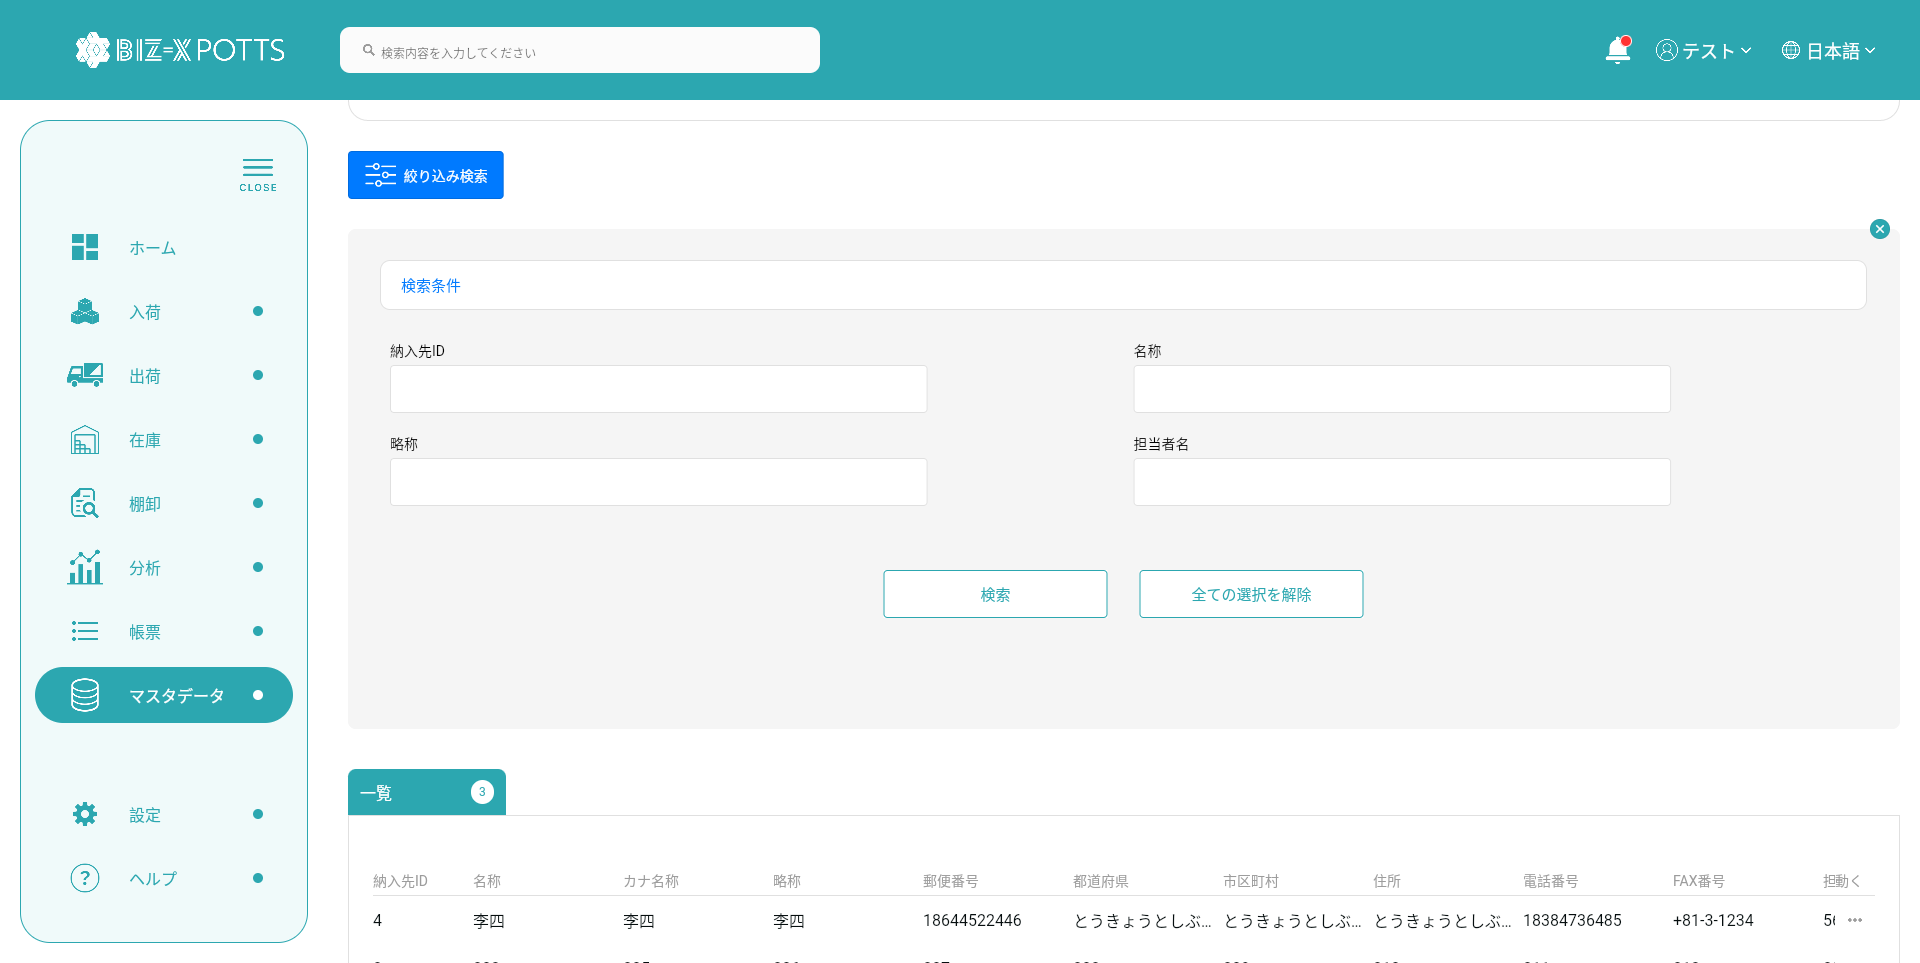 BIZ-X POTTS
検索内容を入力してください
テスト
日本語
CLOSE
ホーム
入荷
出荷
在庫
棚卸
分析
帳票
マスタデータ
設定
ヘルプ
絞り込み検索
検索条件
納入先ID
名称
略称
担当者名
検索
全ての選択を解除
一覧 3
納入先ID 名称 カナ名称 略称 郵便番号 都道府県 市区町村 住所 電話番号 FAX番号 担動く
4 李四 李四 李四 18644522446 とうきょうとしぶ... とうきょうとしぶ... とうきょうとしぶ... 18384736485 +81-3-1234